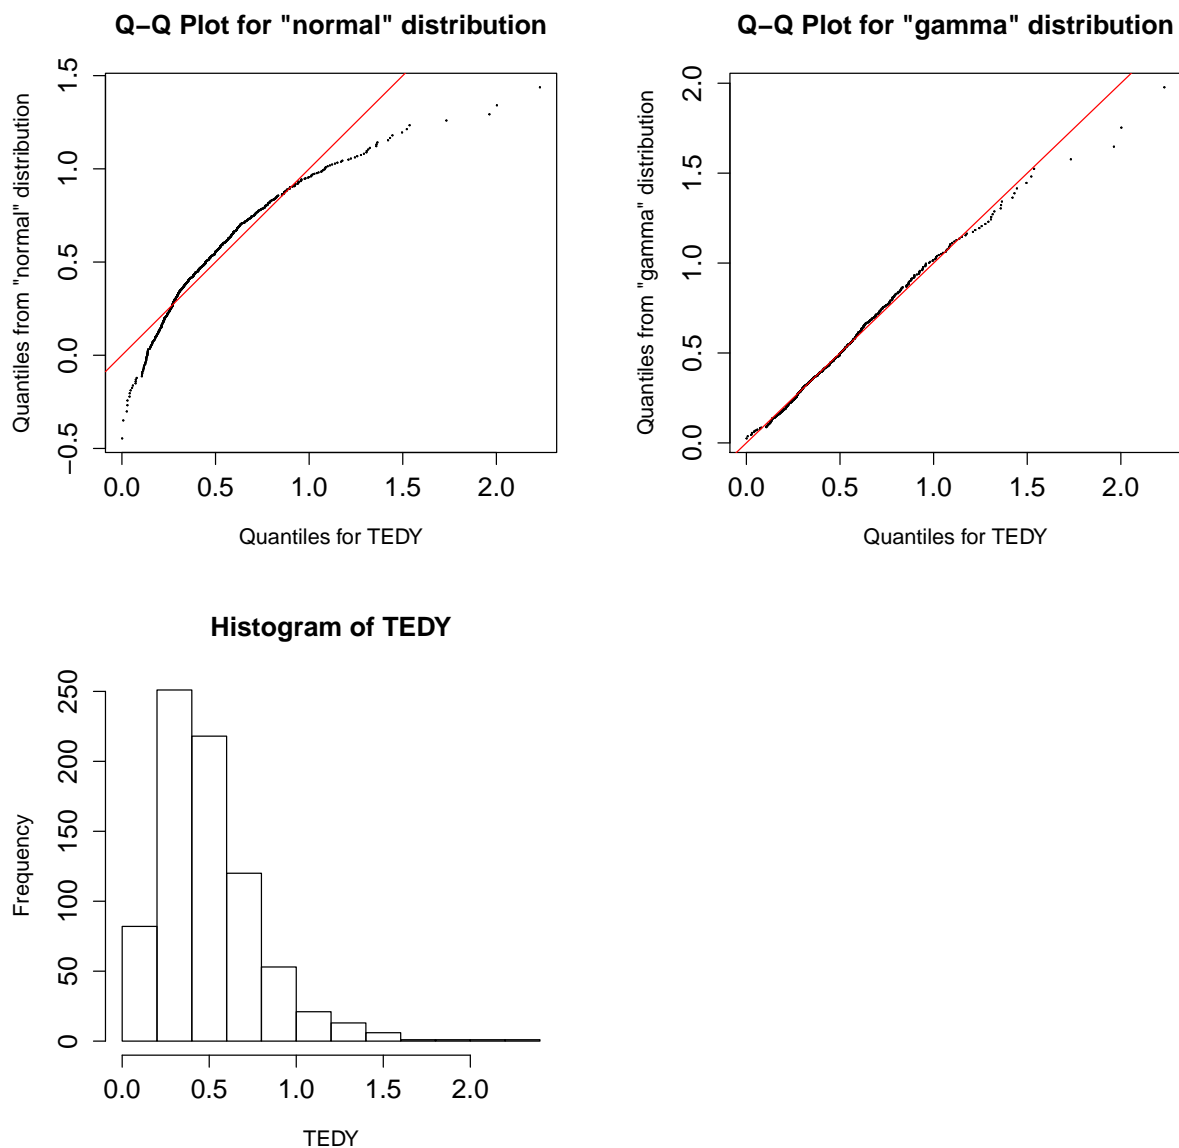 Q−Q Plot for "normal" distribution
Quantiles from "normal" distribution
1.5
1.0
0.5
0.0
−0.5
0.0 0.5 1.0 1.5 2.0
Quantiles for TEDY
Q−Q Plot for "gamma" distribution
Quantiles from "gamma" distribution
2.0
1.5
1.0
0.5
0.0
0.0 0.5 1.0 1.5 2.0
Quantiles for TEDY
Histogram of TEDY
Frequency
250
200
150
100
50
0
0.0 0.5 1.0 1.5 2.0
TEDY